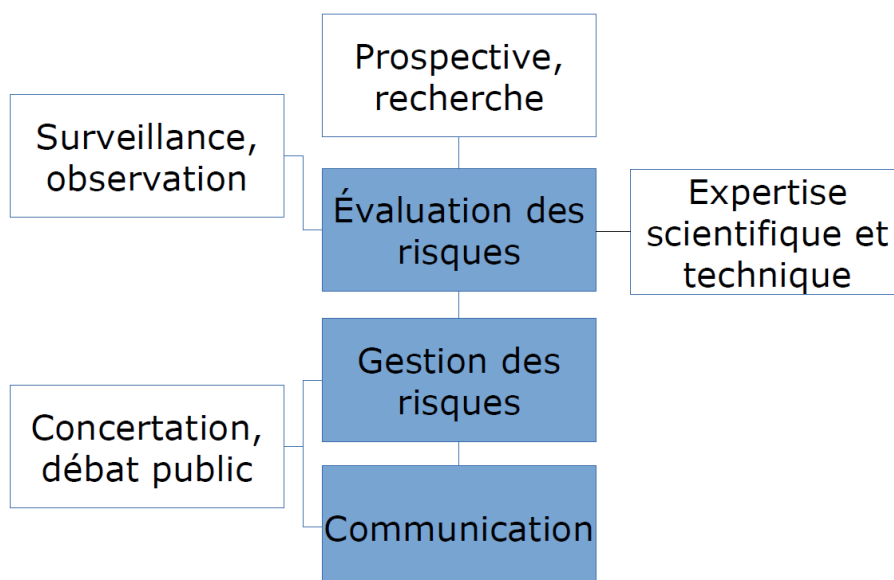 Prospective,
recherche
Surveillance,
observation
Évaluation des
risques
Expertise
scientifique et
technique
Gestion des
risques
Concertation,
débat public
Communication